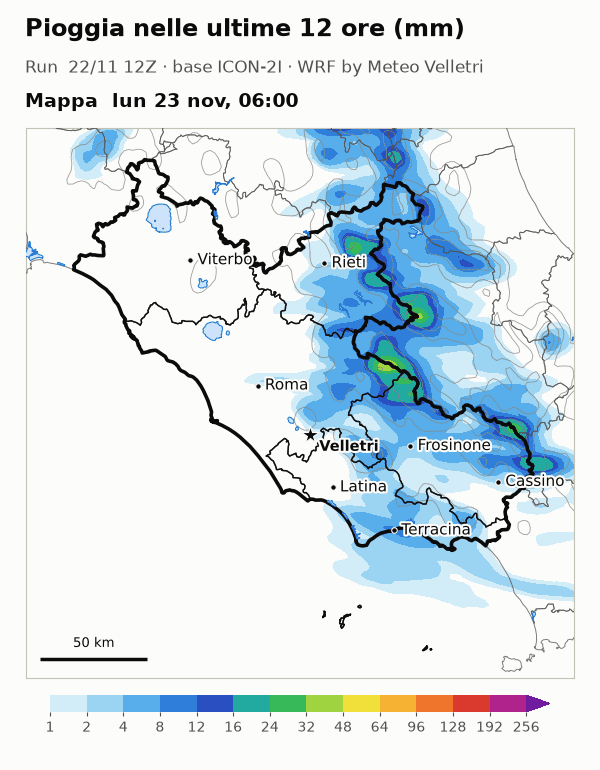 Pioggia nelle ultime 12 ore (mm)
Run  22/11 12Z · base ICON-2I · WRF by Meteo Velletri
Mappa  lun 23 nov, 06:00
Viterbo
Rieti
Roma
Velletri
Frosinone
Cassino
Latina
Terracina
50 km
1 2 4 8 12 16 24 32 48 64 96 128 192 256